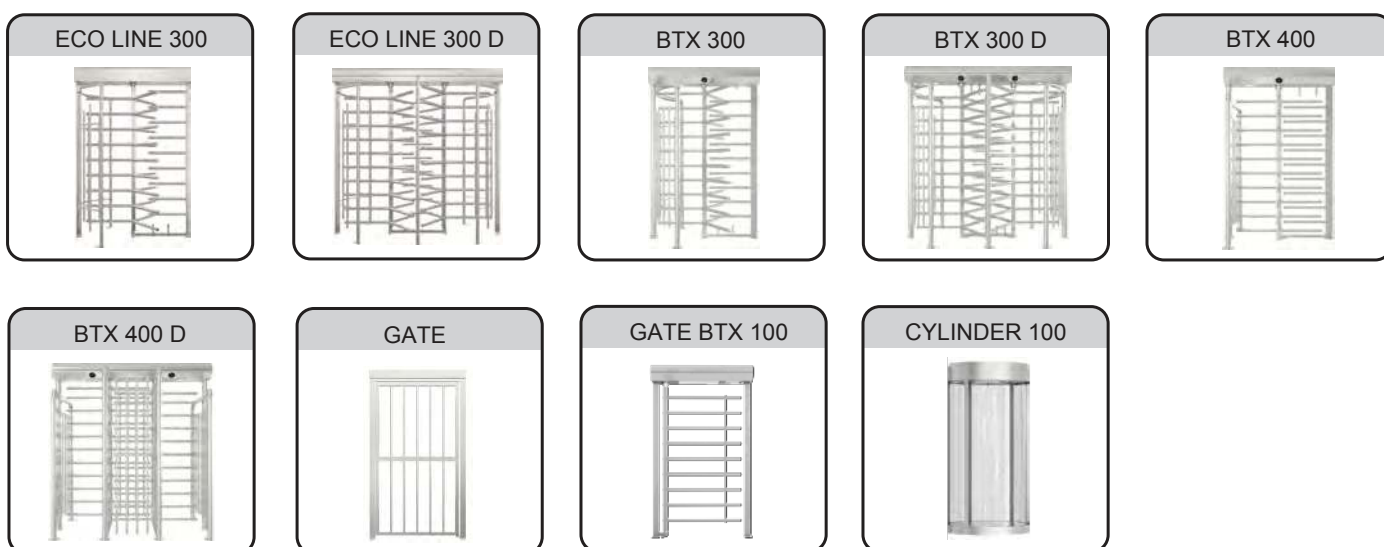 ECO LINE 300
ECO LINE 300 D
BTX 300
BTX 300 D
BTX 400
BTX 400 D
GATE
GATE BTX 100
CYLINDER 100